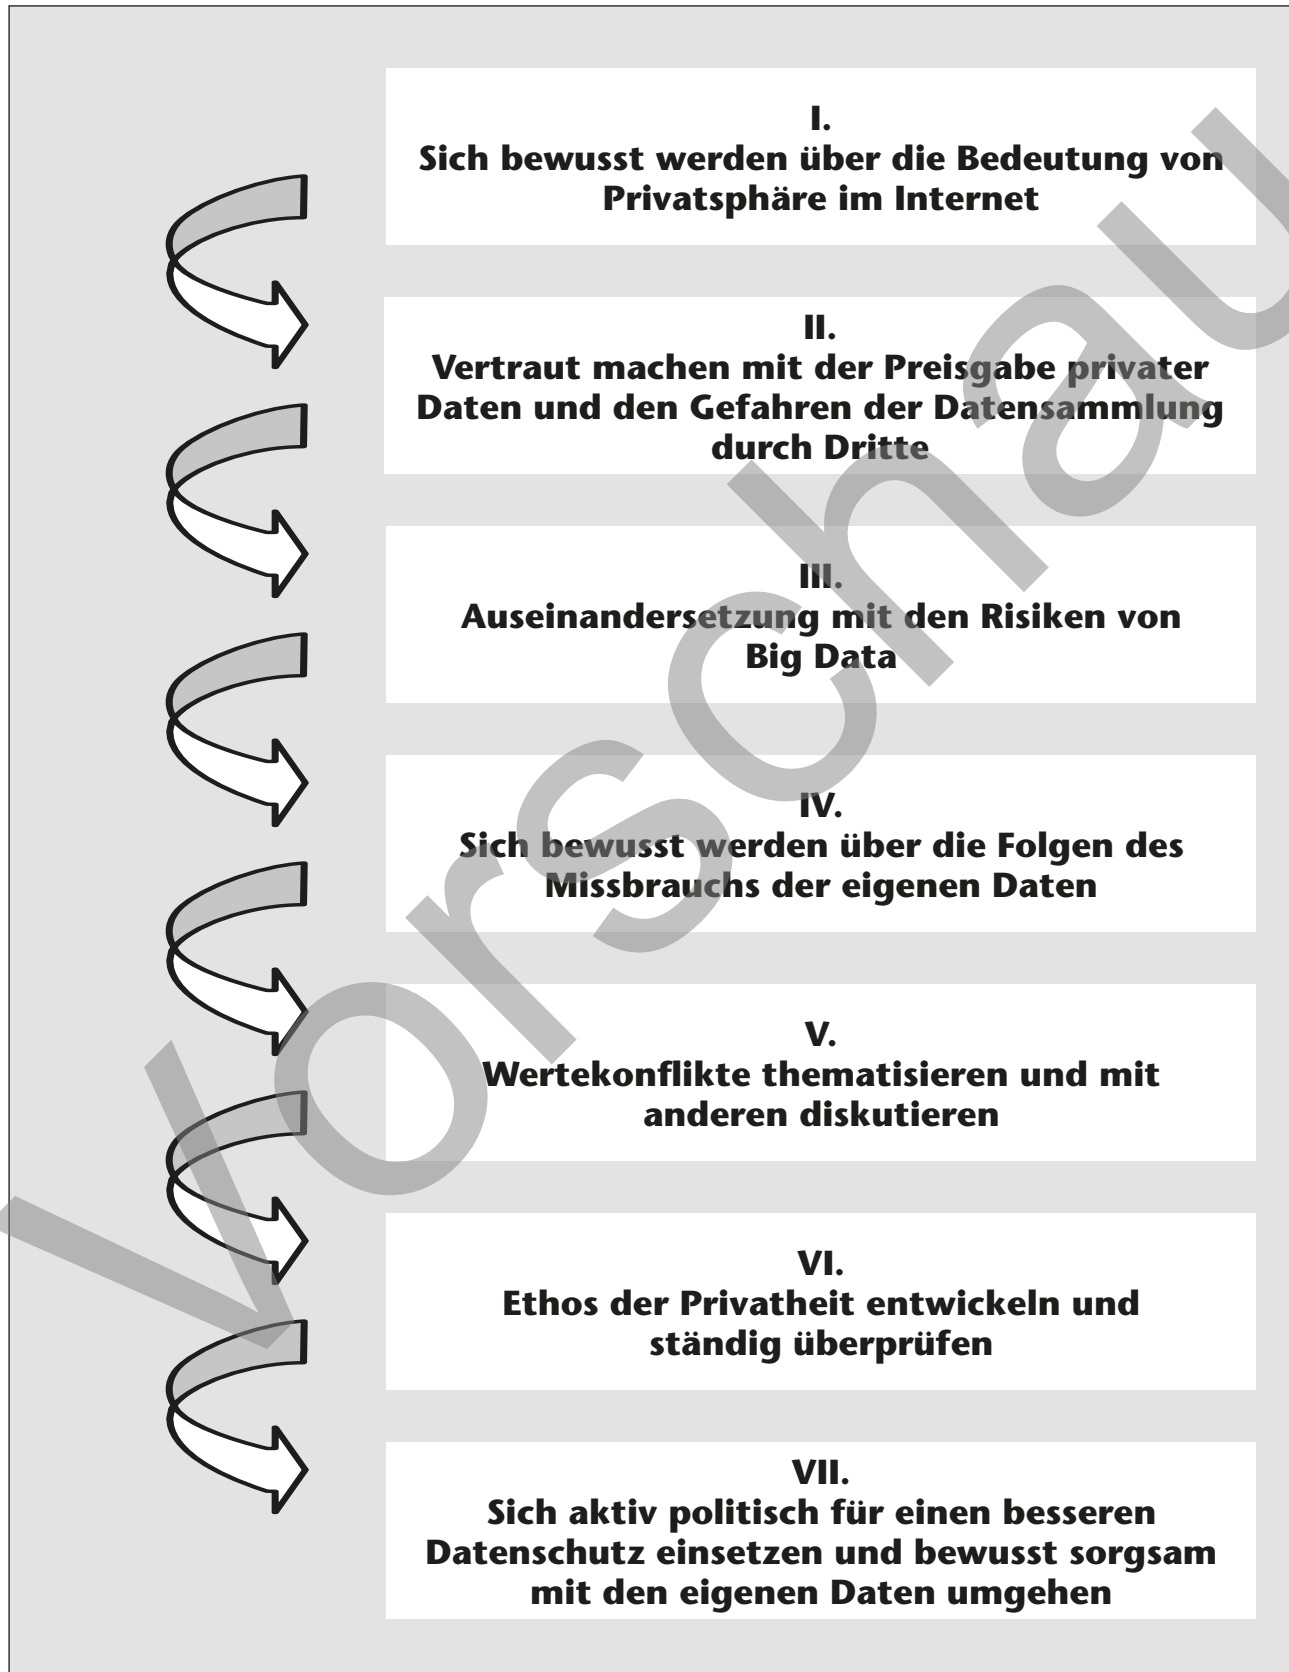 I.
Sich bewusst werden über die Bedeutung von
Privatsphäre im Internet
II.
Vertraut machen mit der Preisgabe privater
Daten und den Gefahren der Datensammlung
durch Dritte
III.
Auseinandersetzung mit den Risiken von
Big Data
IV.
Sich bewusst werden über die Folgen des
Missbrauchs der eigenen Daten
V.
Wertekonflikte thematisieren und mit
anderen diskutieren
VI.
Ethos der Privatheit entwickeln und
ständig überprüfen
VII.
Sich aktiv politisch für einen besseren
Datenschutz einsetzen und bewusst sorgsam
mit den eigenen Daten umgehen
Vorschau